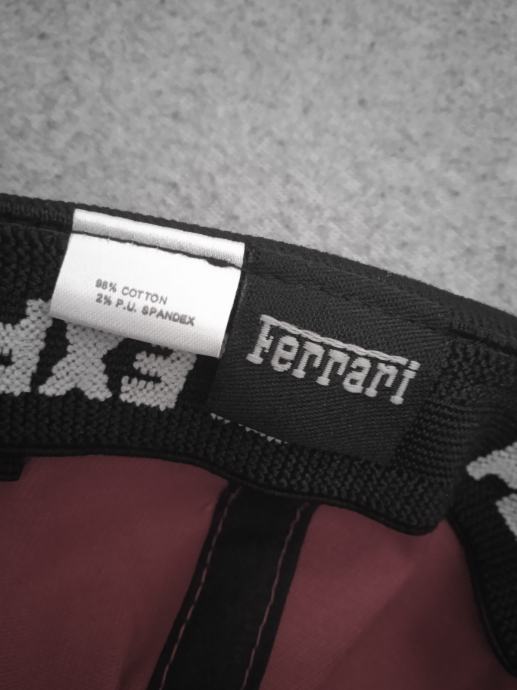 98% COTTON
2% P.U. SPANDEX
Ferrari